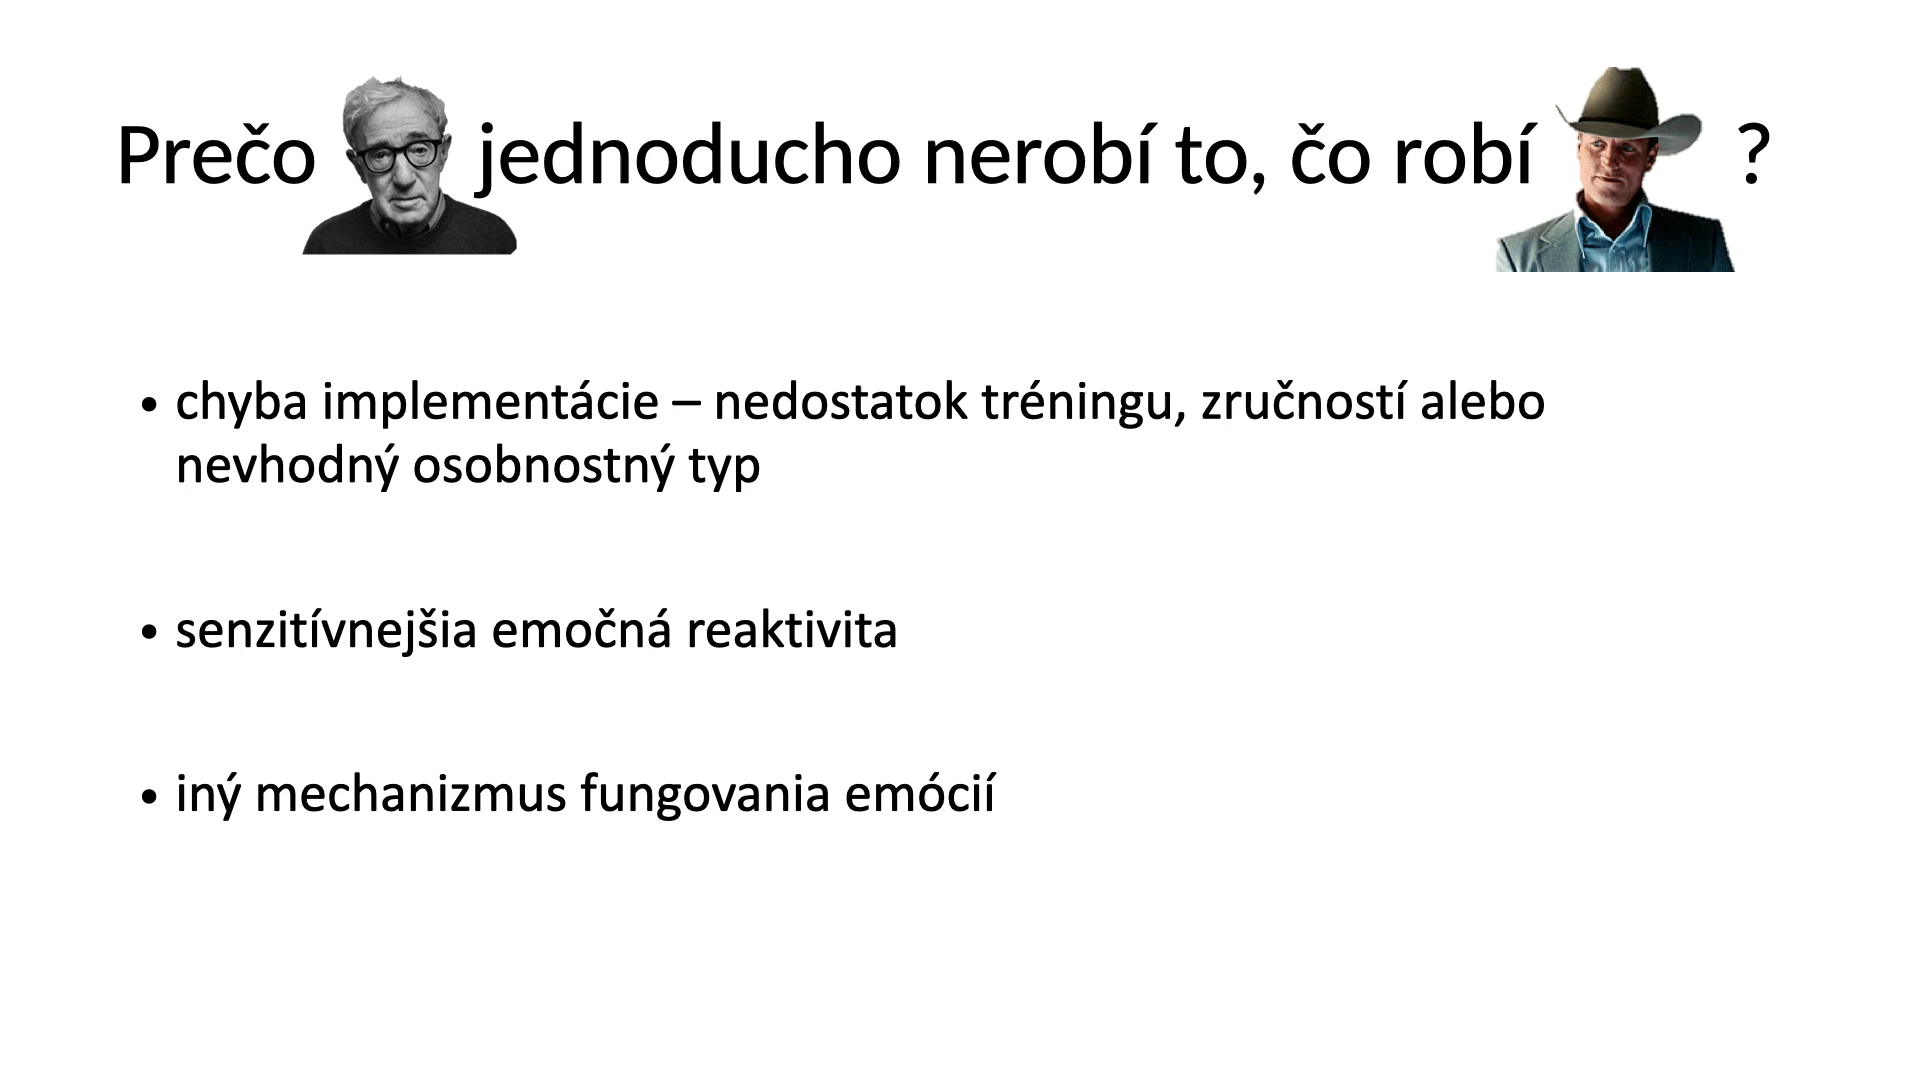 Prečo jednoducho nerobí to, čo robí ?
• chyba implementácie – nedostatok tréningu, zručností alebo
nevhodný osobnostný typ
• senzitívnejšia emočná reaktivita
• iný mechanizmus fungovania emócií